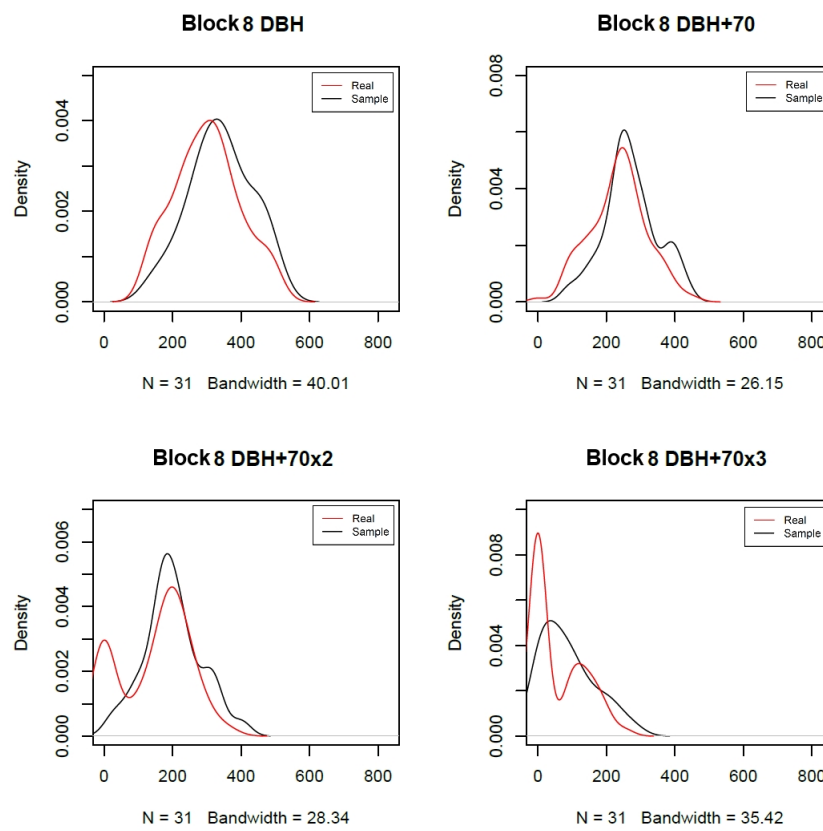 Block 8 DBH
Density
0.000 0.002 0.004
Real
Sample
0 200 400 600 800
N = 31 Bandwidth = 40.01
Block 8 DBH+70
Density
0.000 0.004 0.008
Real
Sample
0 200 400 600 800
N = 31 Bandwidth = 26.15
Block 8 DBH+70x2
Density
0.000 0.002 0.004 0.006
Real
Sample
0 200 400 600 800
N = 31 Bandwidth = 28.34
Block 8 DBH+70x3
Density
0.000 0.004 0.008
Real
Sample
0 200 400 600 800
N = 31 Bandwidth = 35.42